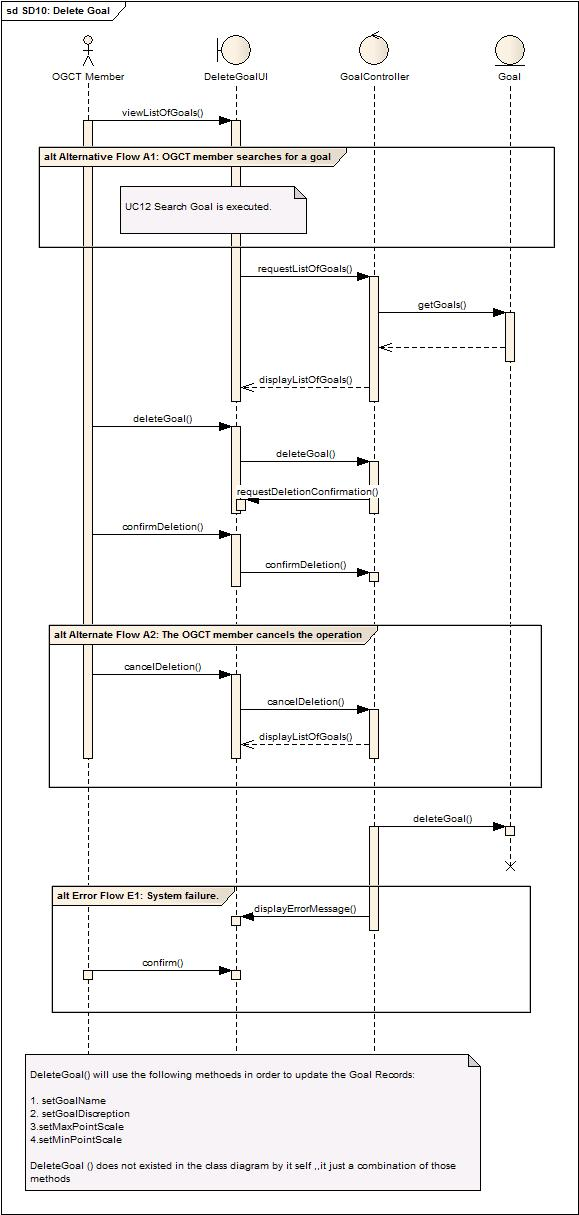 sd SD10: Delete Goal
OGCT Member
DeleteGoalUI
GoalController
Goal
viewListOfGoals()
alt Alternative Flow A1: OGCT member searches for a goal
UC12 Search Goal is executed.
requestListOfGoals()
getGoals()
displayListOfGoals()
deleteGoal()
deleteGoal()
requestDeletionConfirmation()
confirmDeletion()
confirmDeletion()
alt Alternate Flow A2: The OGCT member cancels the operation
cancelDeletion()
cancelDeletion()
displayListOfGoals()
deleteGoal()
alt Error Flow E1: System failure.
displayErrorMessage()
confirm()
DeleteGoal() will use the following methoeds in order to update the Goal Records:
1. setGoalName
2. setGoalDiscreption
3.setMaxPointScale
4.setMinPointScale
DeleteGoal () does not existed in the class diagram by it self ,,it just a combination of those
methods